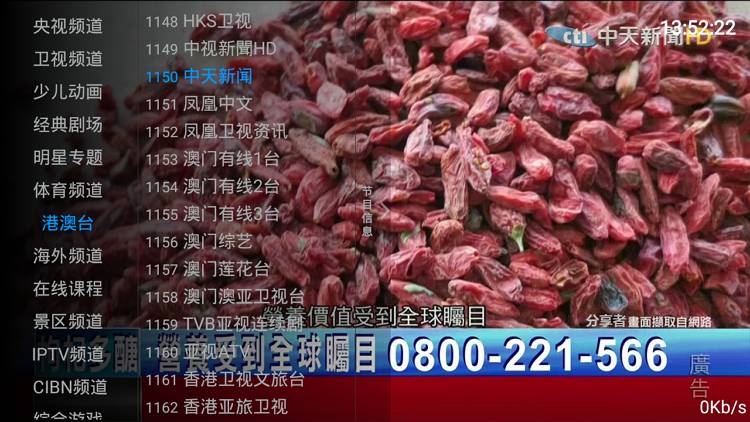 央视频道
卫视频道
少儿动画
经典剧场
明星专题
体育频道
港澳台
海外频道
在线课程
景区频道
IPTV频道
CIBN频道
综合游戏
1148 HKS卫视
1149 中视新聞HD
1150 中天新闻
1151 凤凰中文
1152 凤凰卫视资讯
1153 澳门有线1台
1154 澳门有线2台
1155 澳门有线3台
1156 澳门综艺
1157 澳门莲花台
1158 澳门澳亚卫视台
1159 TVB亚视连续剧
1160 亚视ATV
1161 香港卫视文旅台
1162 香港亚旅卫视
节目信息
13:52:22
cti 中天新聞HD
營養價值受到全球矚目
分享者 畫面擷取自網路
枸杞多醣 營養受到全球矚目 0800-221-566
廣告
0Kb/s